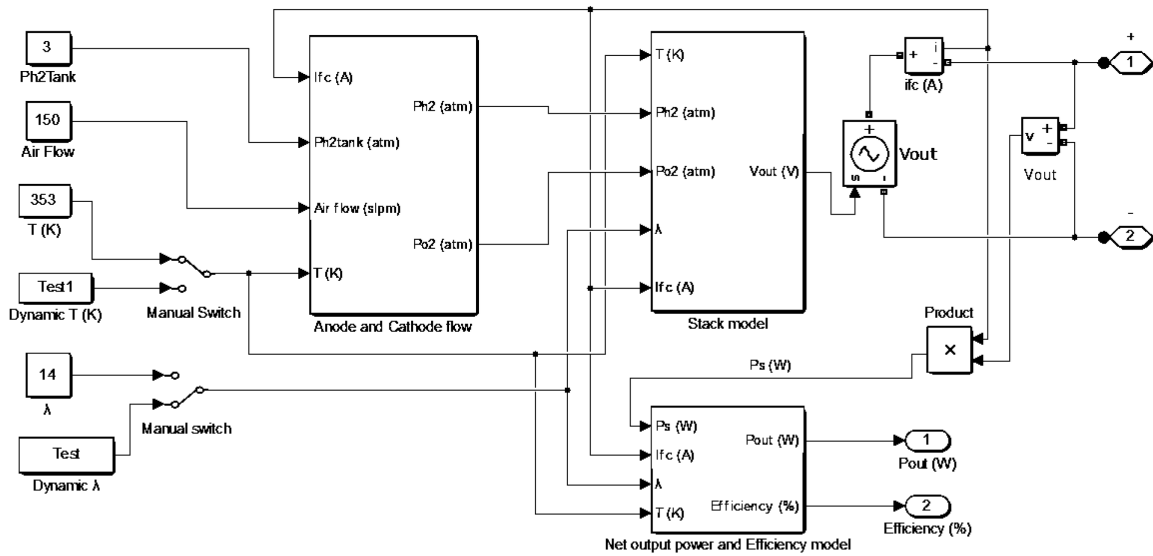 3
Ph2Tank
150
Air Flow
353
T (K)
Test1
Dynamic T (K)
Manual Switch
14
λ
Test
Dynamic λ
Manual switch
Ifc (A)
Ph2tank (atm)
Air flow (slpm)
T (K)
Ph2 (atm)
Po2 (atm)
Anode and Cathode flow
T (K)
Ph2 (atm)
Po2 (atm)
λ
Ifc (A)
Vout (V)
Stack model
+
s
-
Vout
+
i
-
ifc (A)
v
+
-
Vout
+
1
-
2
Product
×
Ps (W)
Ps (W)
Ifc (A)
λ
T (K)
Pout (W)
Efficiency (%)
Net output power and Efficiency model
1
Pout (W)
2
Efficiency (%)